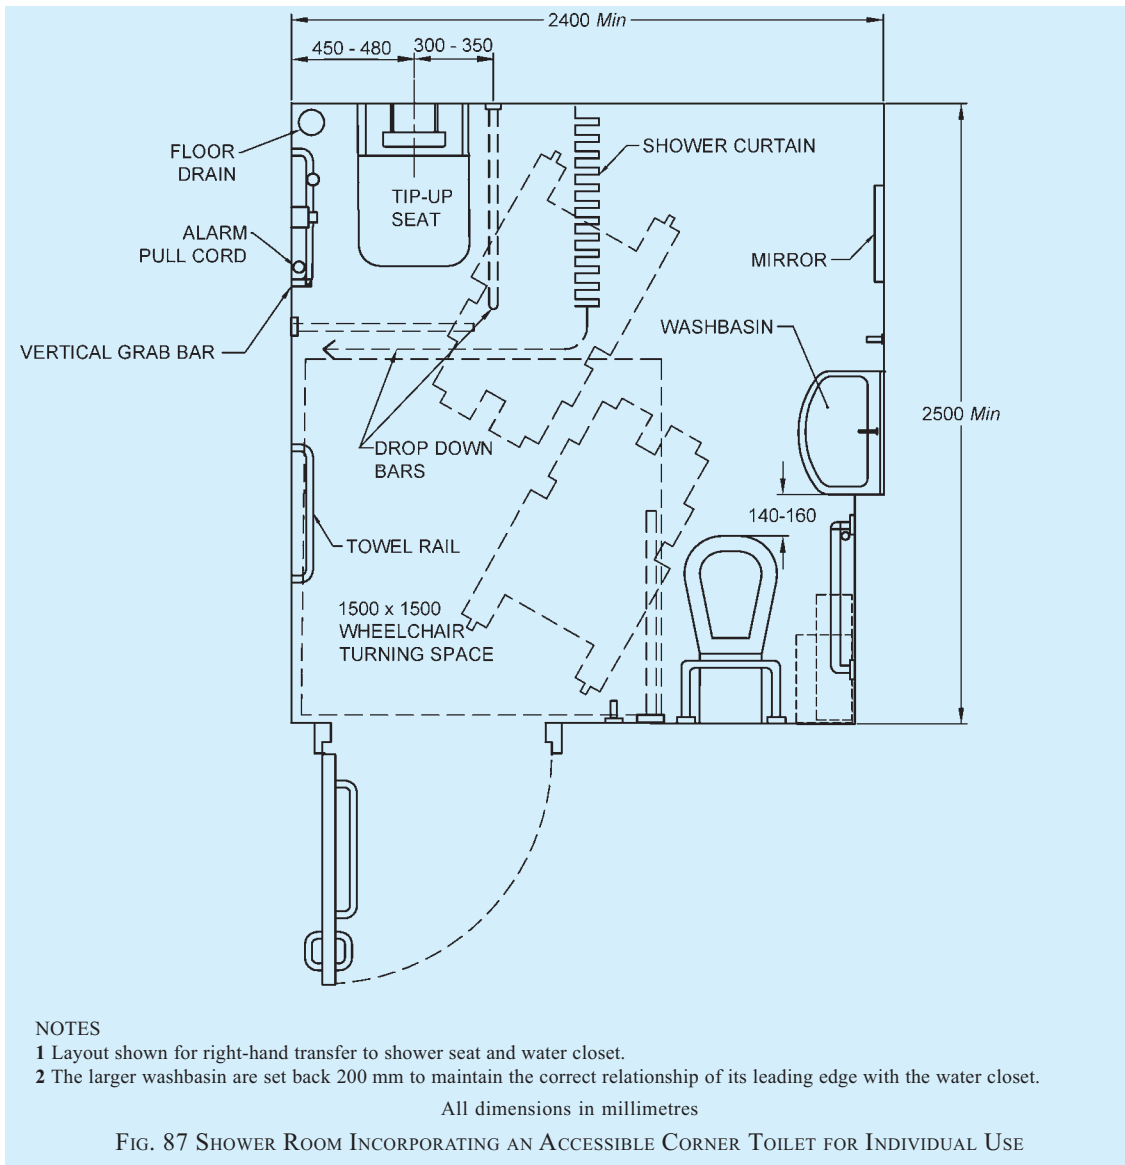 2400 Min
450 - 480
300 - 350
FLOOR
DRAIN
SHOWER CURTAIN
TIP-UP
SEAT
ALARM
PULL CORD
MIRROR
WASHBASIN
VERTICAL GRAB BAR
2500 Min
DROP DOWN
BARS
140-160
TOWEL RAIL
1500 x 1500
WHEELCHAIR
TURNING SPACE
NOTES
1 Layout shown for right-hand transfer to shower seat and water closet.
2 The larger washbasin are set back 200 mm to maintain the correct relationship of its leading edge with the water closet.
All dimensions in millimetres
FIG. 87 SHOWER ROOM INCORPORATING AN ACCESSIBLE CORNER TOILET FOR INDIVIDUAL USE